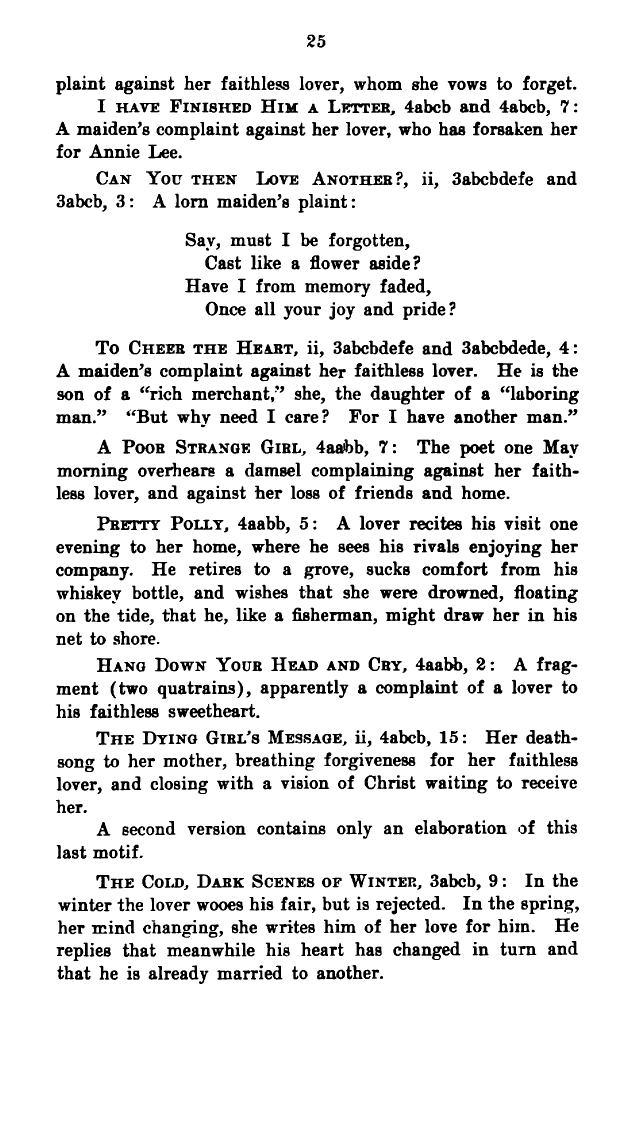 25
plaint against her faithless lover, whom she vows to forget.
I HAVE FINISHED HIM A LETTER, 4abcb and 4abcb, 7:
A maiden's complaint against her lover, who has forsaken her
for Annie Lee.
CAN YOU THEN LOVE ANOTHER?, ii, 3abcbdefe and
3abcb, 3: A lorn maiden's plaint:
Say, must I be forgotten,
Cast like a flower aside?
Have I from memory faded,
Once all your joy and pride?
TO CHEER THE HEART, ii, 3abcbdefe and 3abcbdede, 4:
A maiden's complaint against her faithless lover. He is the
son of a "rich merchant," she, the daughter of a "laboring
man." "But why need I care? For I have another man."
A POOR STRANGE GIRL, 4aabb, 7: The poet one May
morning overhears a damsel complaining against her faith-
less lover, and against her loss of friends and home.
PRETTY POLLY, 4aabb, 5: A lover recites his visit one
evening to her home, where he sees his rivals enjoying her
company. He retires to a grove, sucks comfort from his
whiskey bottle, and wishes that she were drowned, floating
on the tide, that he, like a fisherman, might draw her in his
net to shore.
HANG DOWN YOUR HEAD AND CRY, 4aabb, 2: A frag-
ment (two quatrains), apparently a complaint of a lover to
his faithless sweetheart.
THE DYING GIRL'S MESSAGE, ii, 4abcb, 15: Her death-
song to her mother, breathing forgiveness for her faithless
lover, and closing with a vision of Christ waiting to receive
her.
A second version contains only an elaboration of this
last motif.
THE COLD, DARK SCENES OF WINTER, 3abcb, 9: In the
winter the lover wooes his fair, but is rejected. In the spring,
her mind changing, she writes him of her love for him. He
replies that meanwhile his heart has changed in turn and
that he is already married to another.